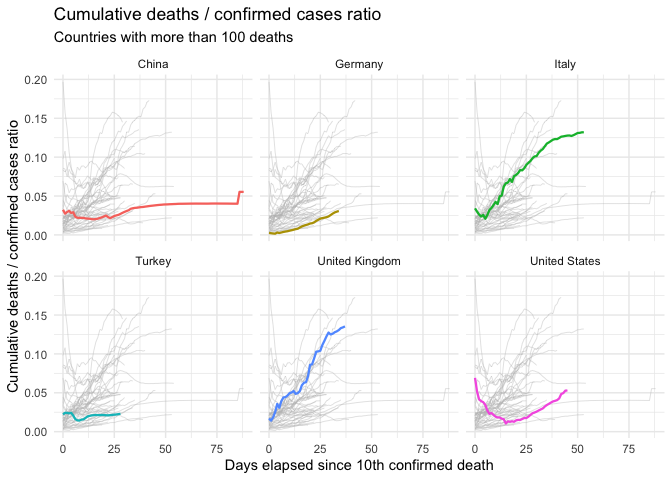 Cumulative deaths / confirmed cases ratio
Countries with more than 100 deaths
China
Germany
Italy
0.20
0.15
0.10
0.05
0.00
Turkey
United Kingdom
United States
0.20
0.15
0.10
0.05
0.00
0 25 50 75
0 25 50 75
0 25 50 75
Days elapsed since 10th confirmed death
Cumulative deaths / confirmed cases ratio